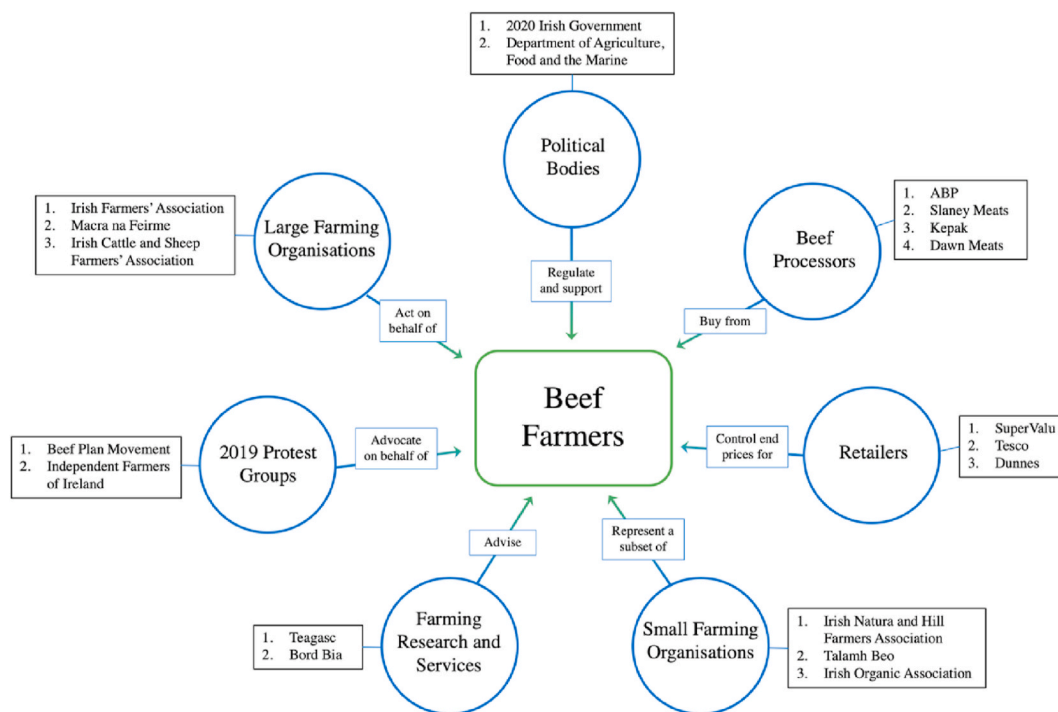 1. 2020 Irish Government
2. Department of Agriculture,
Food and the Marine
Political
Bodies
Regulate
and support
1. Irish Farmers' Association
2. Macra na Feirme
3. Irish Cattle and Sheep
Farmers' Association
Large Farming
Organisations
Act on
behalf of
1. ABP
2. Slaney Meats
3. Kepak
4. Dawn Meats
Beef
Processors
Buy from
Beef
Farmers
1. Beef Plan Movement
2. Independent Farmers
of Ireland
2019 Protest
Groups
Advocate
on behalf of
Control end
prices for
Retailers
1. SuperValu
2. Tesco
3. Dunnes
Advise
Farming
Research and
Services
1. Teagasc
2. Bord Bia
Represent a
subset of
Small Farming
Organisations
1. Irish Natura and Hill
Farmers Association
2. Talamh Beo
3. Irish Organic Association